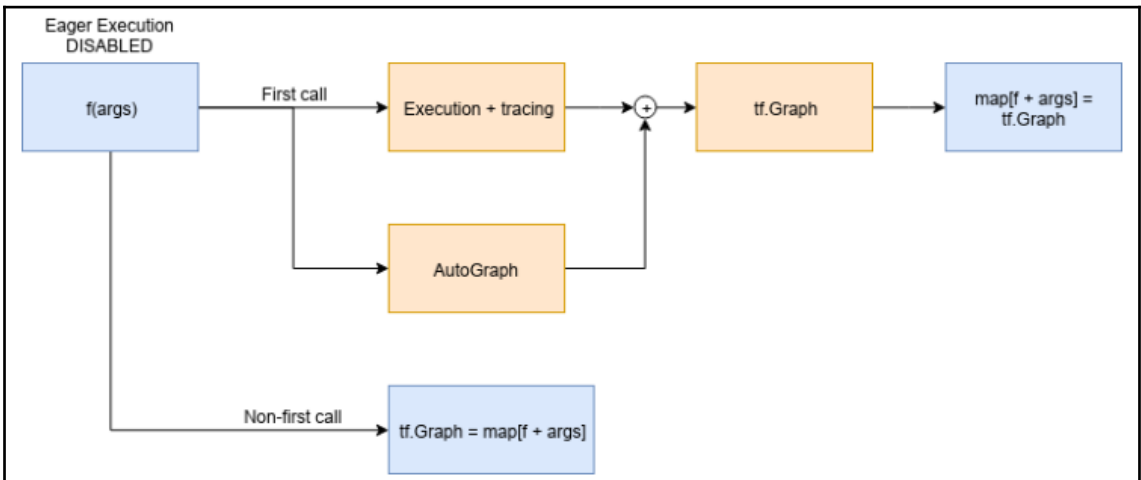 Eager Execution
DISABLED
f(args)
First call
Execution + tracing
+
tf.Graph
map[f + args] =
tf.Graph
AutoGraph
Non-first call
tf.Graph = map[f + args]